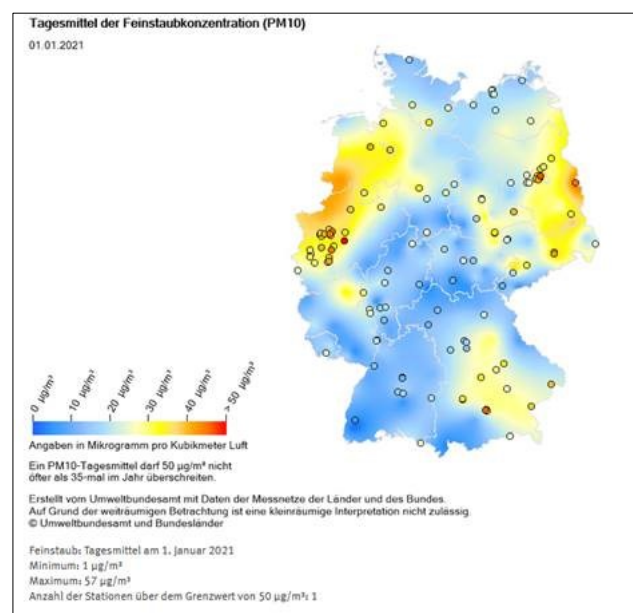 Tagesmittel der Feinstaubkonzentration (PM10)
01.01.2021
0 µg/m³
10 µg/m³
20 µg/m³
30 µg/m³
40 µg/m³
> 50 µg/m³
Angaben in Mikrogramm pro Kubikmeter Luft
Ein PM10-Tagesmittel darf 50 µg/m³ nicht
öfter als 35-mal im Jahr überschreiten.
Erstellt vom Umweltbundesamt mit Daten der Messnetze der Länder und des Bundes.
Auf Grund der weiträumigen Betrachtung ist eine kleinräumige Interpretation nicht zulässig.
© Umweltbundesamt und Bundesländer
Feinstaub: Tagesmittel am 1. Januar 2021
Minimum: 1 µg/m³
Maximum: 57 µg/m³
Anzahl der Stationen über dem Grenzwert von 50 µg/m³: 1